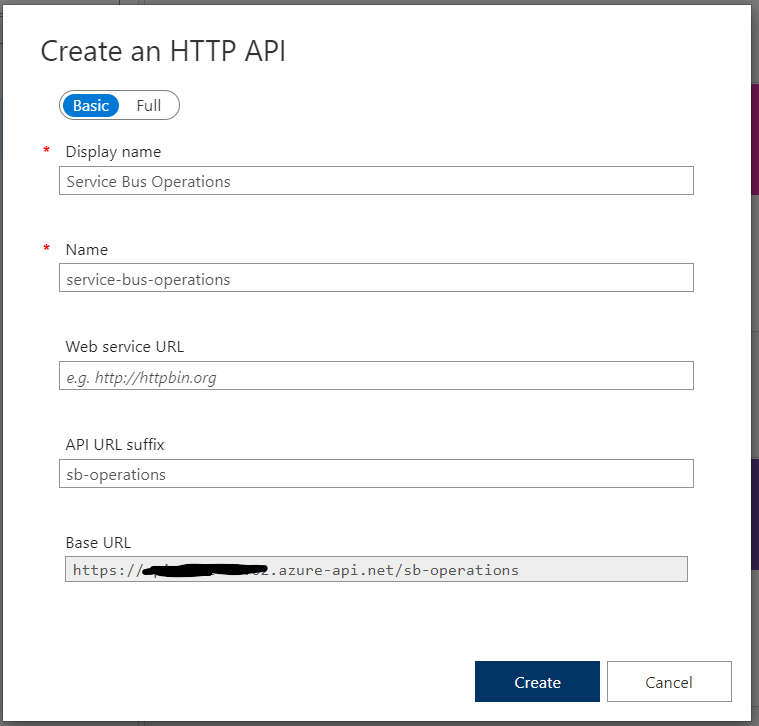 Create an HTTP API
Basic Full
* Display name
Service Bus Operations
* Name
service-bus-operations
Web service URL
e.g. http://httpbin.org
API URL suffix
sb-operations
Base URL
https:// .azure-api.net/sb-operations
Create Cancel